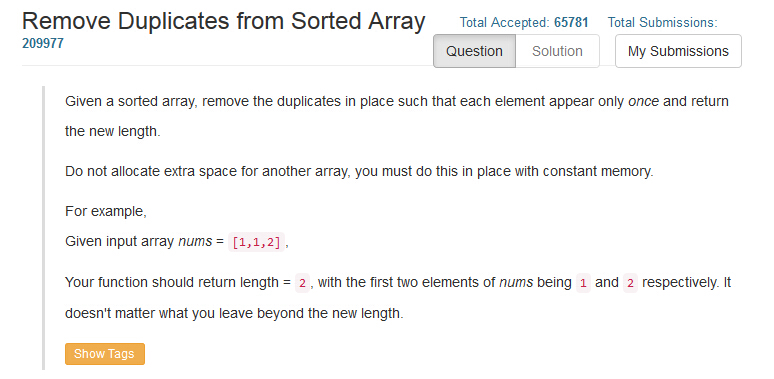 Remove Duplicates from Sorted Array Total Accepted: 65781 Total Submissions:
209977
Question Solution My Submissions
Given a sorted array, remove the duplicates in place such that each element appear only once and return
the new length.
Do not allocate extra space for another array, you must do this in place with constant memory.
For example,
Given input array nums = [1,1,2],
Your function should return length = 2, with the first two elements of nums being 1 and 2 respectively. It
doesn't matter what you leave beyond the new length.
Show Tags